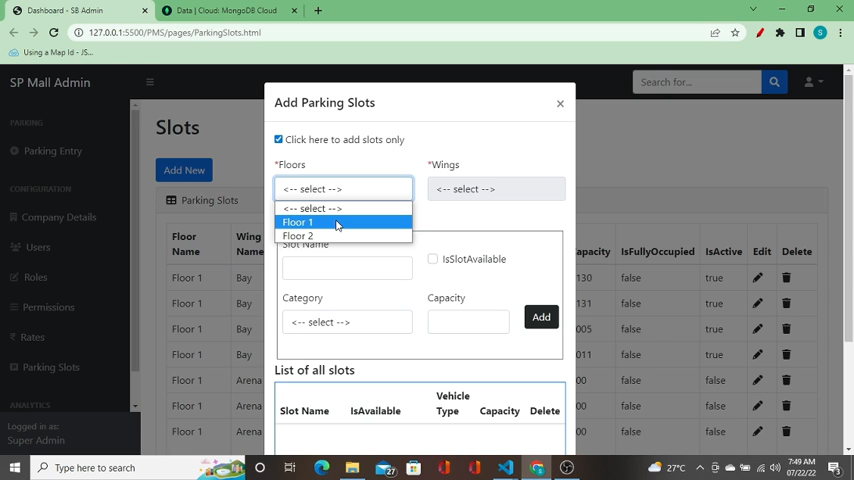 Dashboard - SB Admin
Data | Cloud: MongoDB Cloud
127.0.0.1:5500/PMS/pages/ParkingSlots.html
Using a Map Id - JS...
SP Mall Admin
Search for...
PARKING
Parking Entry
CONFIGURATION
Company Details
Users
Roles
Permissions
Rates
Parking Slots
ANALYTICS
Logged in as:
Super Admin
Slots
Add New
Parking Slots
Floor Name
Wing Name
Capacity
IsFullyOccupied
IsActive
Edit
Delete
Floor 1 Bay 130 false true
Floor 1 Bay 131 false true
Floor 1 Bay 005 false true
Floor 1 Bay 011 false true
Floor 1 Arena 00 false false
Floor 1 Arena 00 false false
Floor 1 Arena 00 false false
Add Parking Slots
×
Click here to add slots only
*Floors
*Wings
<-- select -->
<-- select -->
<-- select -->
Floor 1
Floor 2
Slot Name
IsSlotAvailable
Category
Capacity
<-- select -->
Add
List of all slots
Slot Name
IsAvailable
Vehicle Type
Capacity
Delete
Type here to search
27
27°C
7:49 AM
07/22/22
3